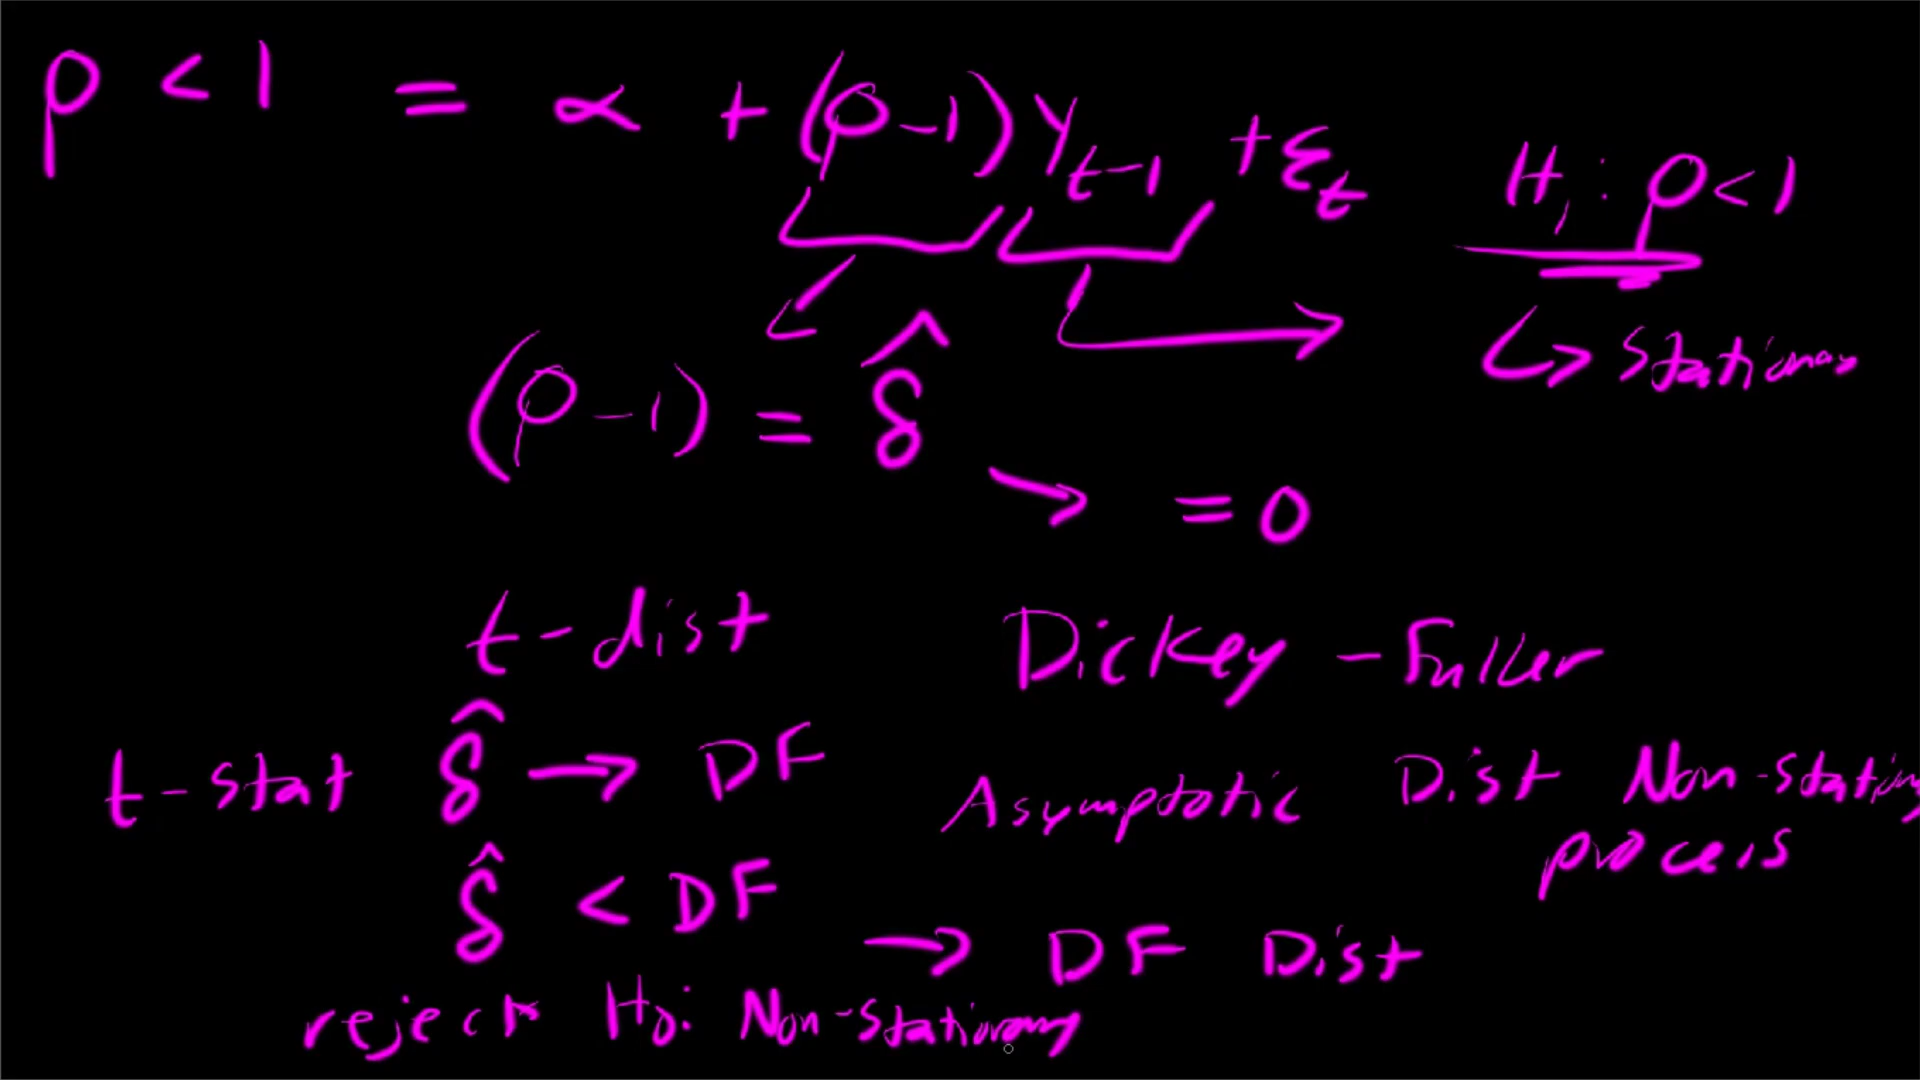 ρ < 1 = α + (ρ-1) Y_{t-1} + ε_t
H_1: ρ < 1
↳ Stationary
(ρ-1) = δ̂
→ = 0
t-dist
Dickey-Fuller
t-stat δ̂ → DF
Asymptotic Dist Non-stationary
process
δ̂ < DF
→ DF Dist
reject H_0: Non-stationary